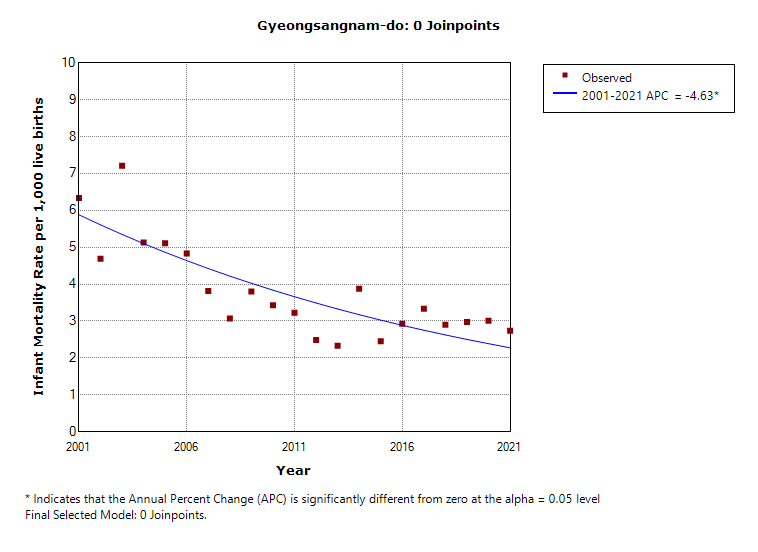 Gyeongsangnam-do: 0 Joinpoints
Observed
2001-2021 APC = -4.63*
Infant Mortality Rate per 1,000 live births
10
9
8
7
6
5
4
3
2
1
0
2001 2006 2011 2016 2021
Year
* Indicates that the Annual Percent Change (APC) is significantly different from zero at the alpha = 0.05 level
Final Selected Model: 0 Joinpoints.